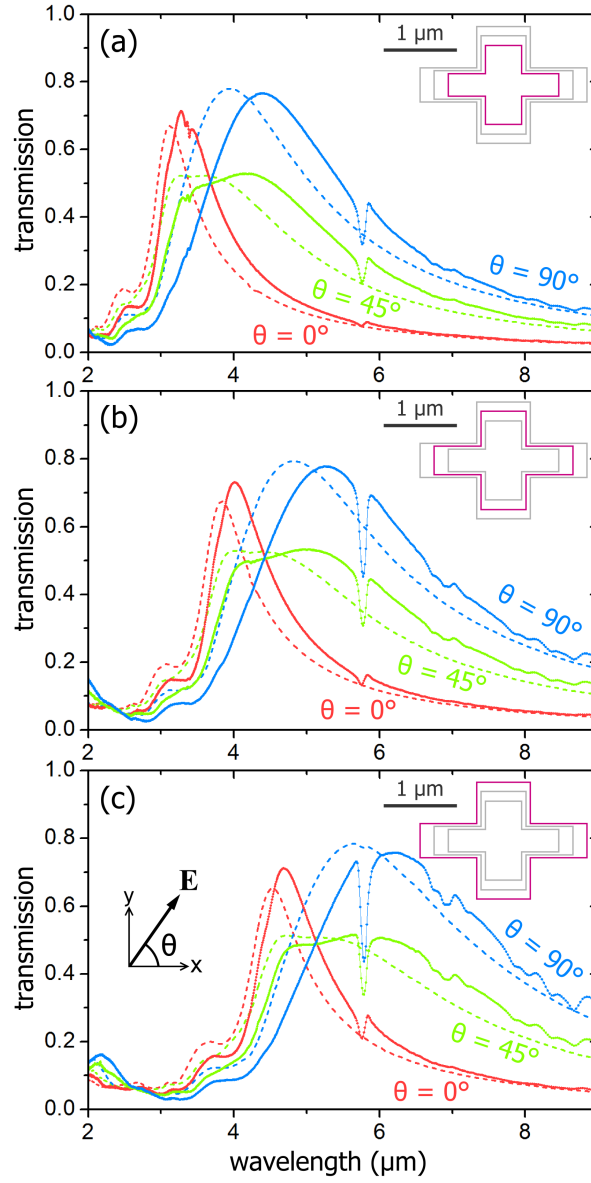 1.0
(a)
1 µm
0.8
0.6
transmission
0.4
θ = 90°
0.2
θ = 45°
θ = 0°
0.0
2 4 6 8
1.0
(b)
1 µm
0.8
0.6
transmission
0.4
θ = 90°
0.2
θ = 45°
θ = 0°
0.0
2 4 6 8
1.0
(c)
1 µm
0.8
y
E
0.6
θ
x
transmission
0.4
θ = 90°
0.2
θ = 45°
θ = 0°
0.0
2 4 6 8
wavelength (µm)